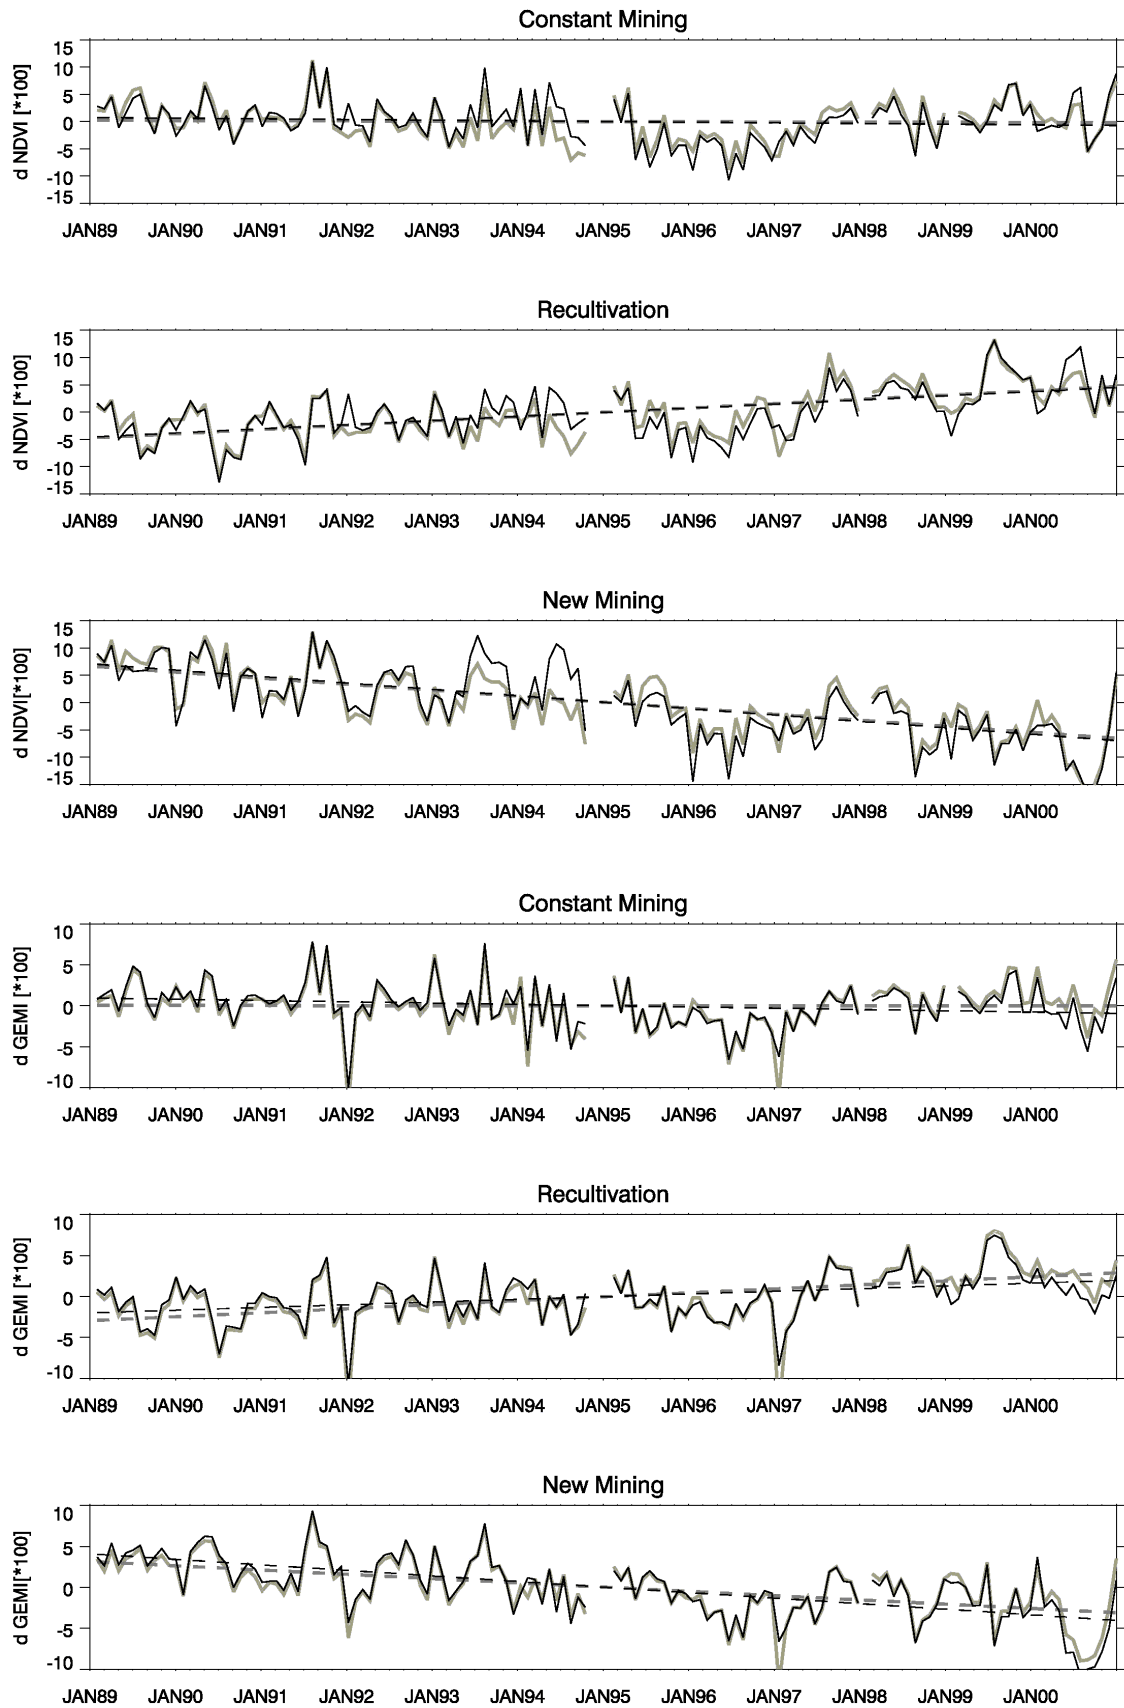 Constant Mining
d NDVI [*100]
15
10
5
0
-5
-10
-15
JAN89 JAN90 JAN91 JAN92 JAN93 JAN94 JAN95 JAN96 JAN97 JAN98 JAN99 JAN00
Recultivation
d NDVI [*100]
15
10
5
0
-5
-10
-15
JAN89 JAN90 JAN91 JAN92 JAN93 JAN94 JAN95 JAN96 JAN97 JAN98 JAN99 JAN00
New Mining
d NDVI[*100]
15
10
5
0
-5
-10
-15
JAN89 JAN90 JAN91 JAN92 JAN93 JAN94 JAN95 JAN96 JAN97 JAN98 JAN99 JAN00
Constant Mining
d GEMI [*100]
10
5
0
-5
-10
JAN89 JAN90 JAN91 JAN92 JAN93 JAN94 JAN95 JAN96 JAN97 JAN98 JAN99 JAN00
Recultivation
d GEMI [*100]
10
5
0
-5
-10
JAN89 JAN90 JAN91 JAN92 JAN93 JAN94 JAN95 JAN96 JAN97 JAN98 JAN99 JAN00
New Mining
d GEMI[*100]
10
5
0
-5
-10
JAN89 JAN90 JAN91 JAN92 JAN93 JAN94 JAN95 JAN96 JAN97 JAN98 JAN99 JAN00